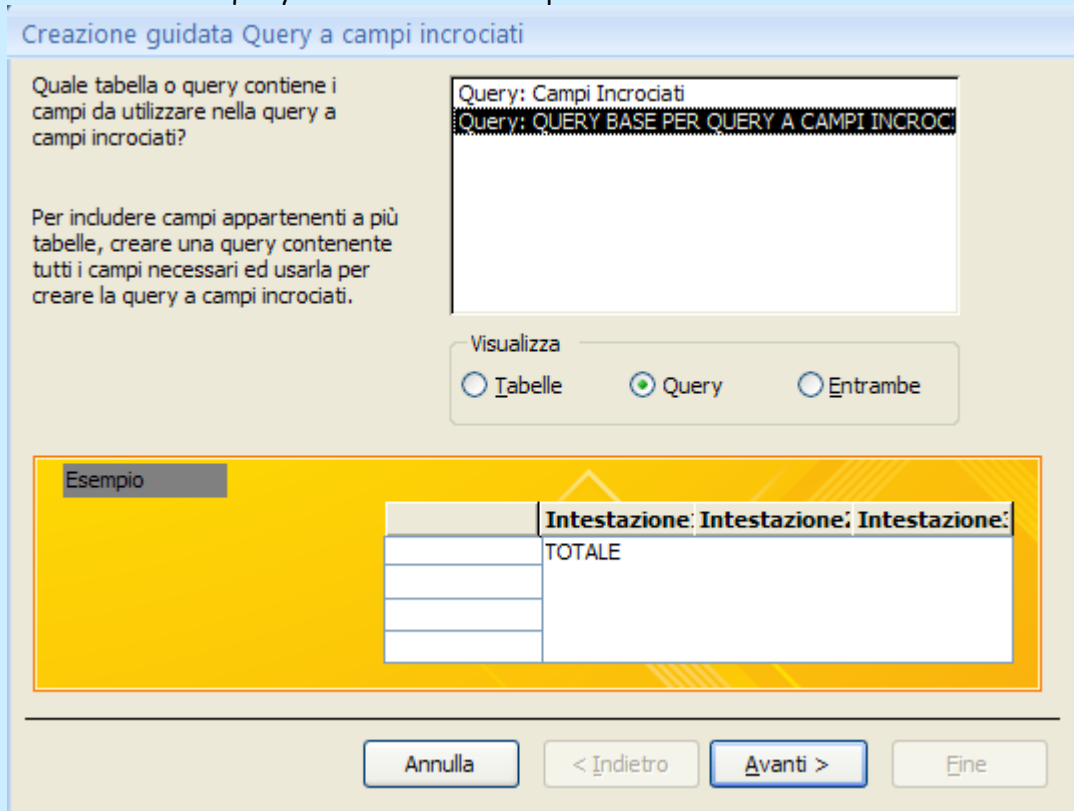 Creazione guidata Query a campi incrociati
Quale tabella o query contiene i
campi da utilizzare nella query a
campi incrociati?
Per includere campi appartenenti a più
tabelle, creare una query contenente
tutti i campi necessari ed usarla per
creare la query a campi incrociati.
Query: Campi Incrociati
Query: QUERY BASE PER QUERY A CAMPI INCROC
Visualizza
Tabelle Query Entrambe
Esempio
Intestazione Intestazione Intestazione
TOTALE
Annulla < Indietro Avanti > Fine